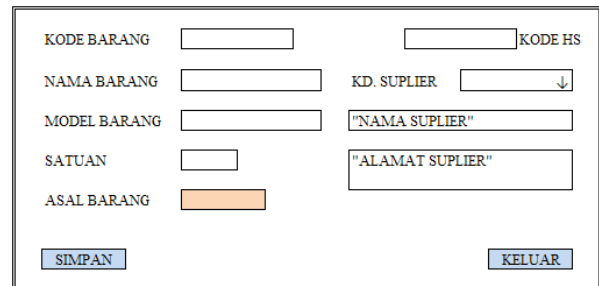 KODE BARANG KODE HS
NAMA BARANG KD. SUPLIER ↓
MODEL BARANG "NAMA SUPLIER"
SATUAN "ALAMAT SUPLIER"
ASAL BARANG
SIMPAN KELUAR